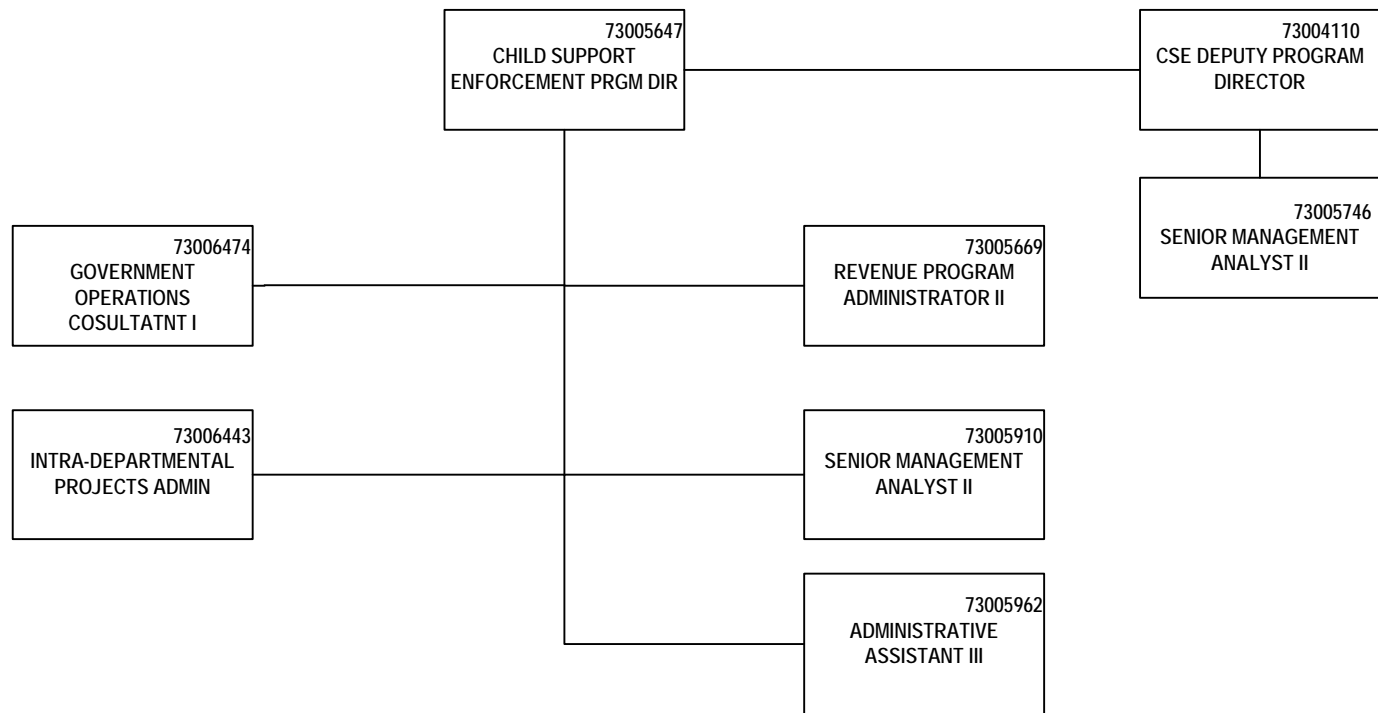 73005647
CHILD SUPPORT
ENFORCEMENT PRGM DIR
73004110
CSE DEPUTY PROGRAM
DIRECTOR
73005746
SENIOR MANAGEMENT
ANALYST II
73006474
GOVERNMENT
OPERATIONS
COSULTATNT I
73005669
REVENUE PROGRAM
ADMINISTRATOR II
73006443
INTRA-DEPARTMENTAL
PROJECTS ADMIN
73005910
SENIOR MANAGEMENT
ANALYST II
73005962
ADMINISTRATIVE
ASSISTANT III